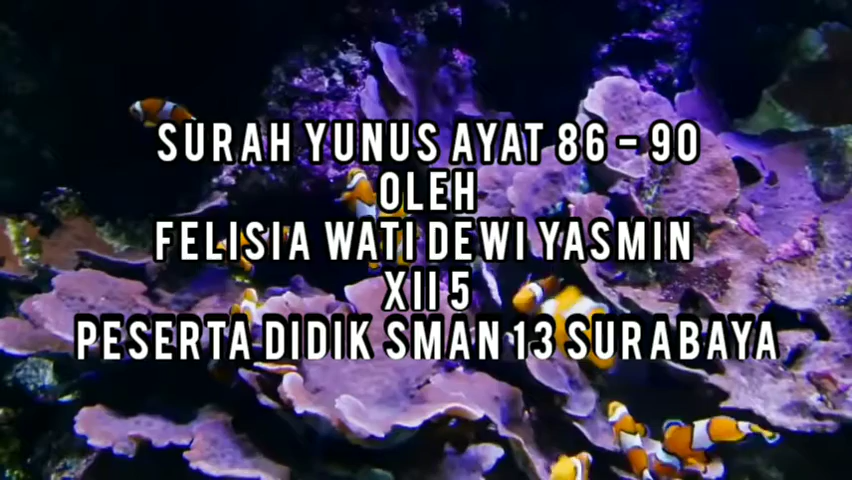 SURAH YUNUS AYAT 86 - 90
OLEH
FELISIA WATI DEWI YASMIN
XII 5
PESERTA DIDIK SMAN 13 SURABAYA